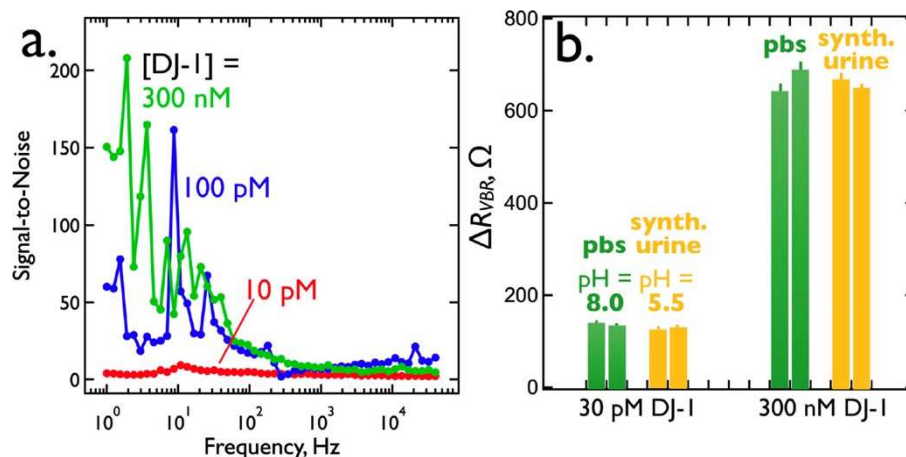 a.
[DJ-1] =
300 nM
100 pM
10 pM
Signal-to-Noise
200
150
100
50
0
10⁰
10¹
10²
10³
10⁴
Frequency, Hz
b.
pbs
synth.
urine
pbs
synth.
urine
pH =
8.0
pH =
5.5
ΔR_VBR, Ω
800
600
400
200
0
30 pM DJ-1
300 nM DJ-1